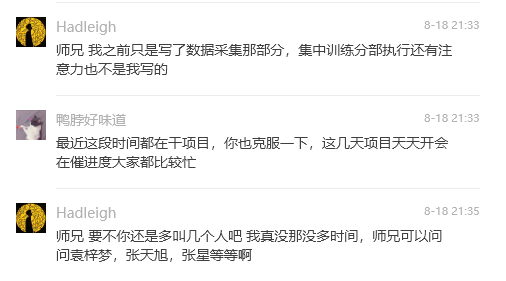 Hadleigh
8-18 21:33
师兄 我之前只是写了数据采集那部分，集中训练分部执行还有注
意力也不是我写的
鸭脖好味道
8-18 21:33
最近这段时间都在干项目，你也克服一下，这几天项目天天开会
在催进度大家都比较忙
Hadleigh
8-18 21:35
师兄 要不你还是多叫几个人吧 我真没那没多时间，师兄可以问
问袁梓梦，张天旭，张星等等啊